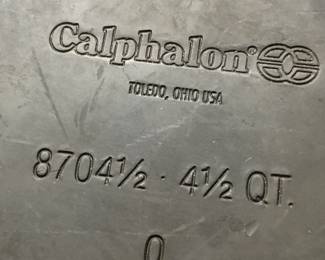 Calphalon®
TOLEDO, OHIO USA
8704½ · 4½ QT.
0